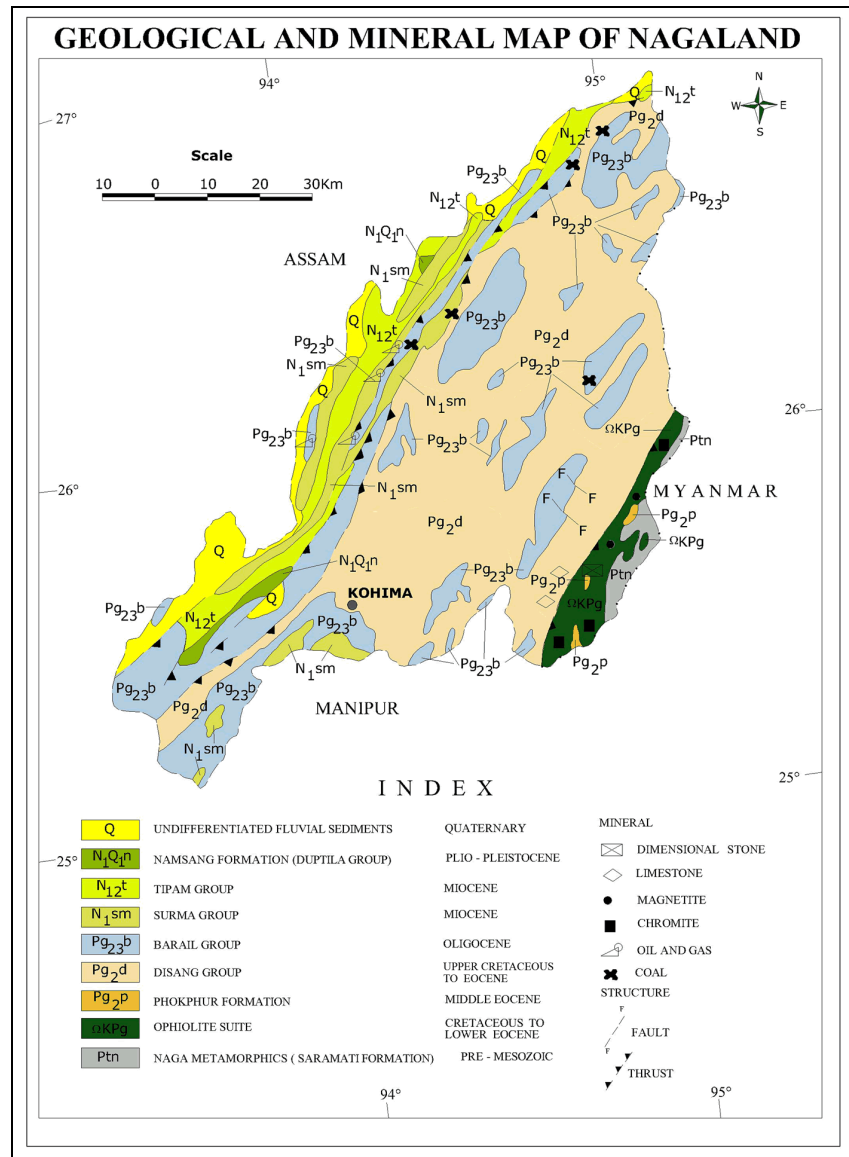 GEOLOGICAL AND MINERAL MAP OF NAGALAND
94° 95°
N
W E
S
27°
Scale
10 0 10 20 30Km
Q N12t
Pg2d
N12t
Q
Pg23b
Pg23b
Pg23b
N12t
Q
Pg23b
N1Q1n
ASSAM
N1sm
Pg23b
Q
N12t
Pg2d
Pg23b
Pg23b
N1sm
Q
N1sm
26°
ΩKPg
Ptn
Pg23b
Pg23b
N1sm
F
F
F
F
MYANMAR
26°
Pg2p
Pg2d
ΩKPg
Q
N1Q1n
Pg23b
Pg2p
Ptn
KOHIMA
Q
ΩKPg
Pg23b
N12t
Pg23b
N1sm
Pg23b
Pg2p
Pg23b
Pg23b
Pg2d
MANIPUR
N1sm
25°
INDEX
Q UNDIFFERENTIATED FLUVIAL SEDIMENTS QUATERNARY
N1Q1n NAMSANG FORMATION (DUPTILA GROUP) PLIO - PLEISTOCENE
N12t TIPAM GROUP MIOCENE
N1sm SURMA GROUP MIOCENE
Pg23b BARAIL GROUP OLIGOCENE
Pg2d DISANG GROUP UPPER CRETACEOUS
TO EOCENE
Pg2p PHOKPHUR FORMATION MIDDLE EOCENE
ΩKPg OPHIOLITE SUITE CRETACEOUS TO
LOWER EOCENE
Ptn NAGA METAMORPHICS ( SARAMATI FORMATION) PRE - MESOZOIC
25°
MINERAL
DIMENSIONAL STONE
LIMESTONE
MAGNETITE
CHROMITE
OIL AND GAS
COAL
STRUCTURE
F
FAULT
F
THRUST
94° 95°